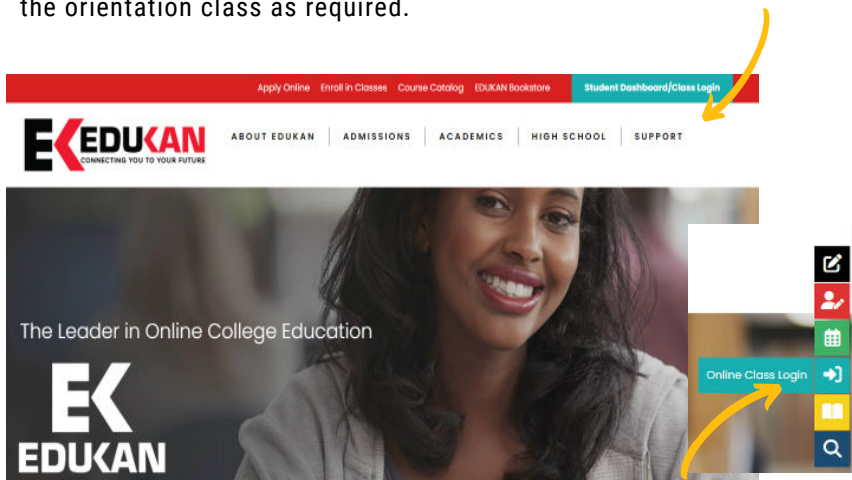 the orientation class as required.
Apply Online Enroll in Classes Course Catalog EDUKAN Bookstore Student Dashboard/Class Login
EK EDUKAN
CONNECTING YOU TO YOUR FUTURE
ABOUT EDUKAN ADMISSIONS ACADEMICS HIGH SCHOOL SUPPORT
The Leader in Online College Education
Online Class Login
EK
EDUKAN